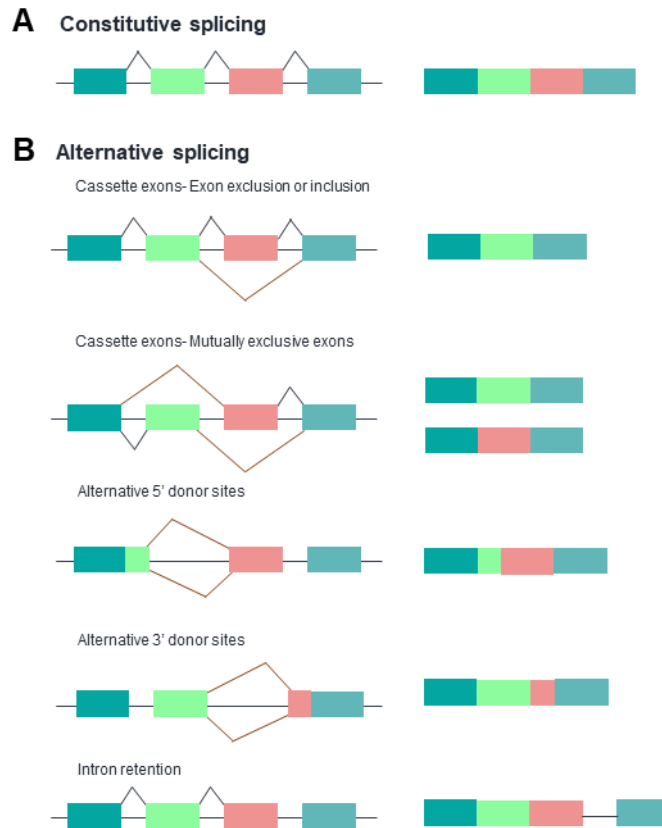 A Constitutive splicing
B Alternative splicing
Cassette exons- Exon exclusion or inclusion
Cassette exons- Mutually exclusive exons
Alternative 5' donor sites
Alternative 3' donor sites
Intron retention